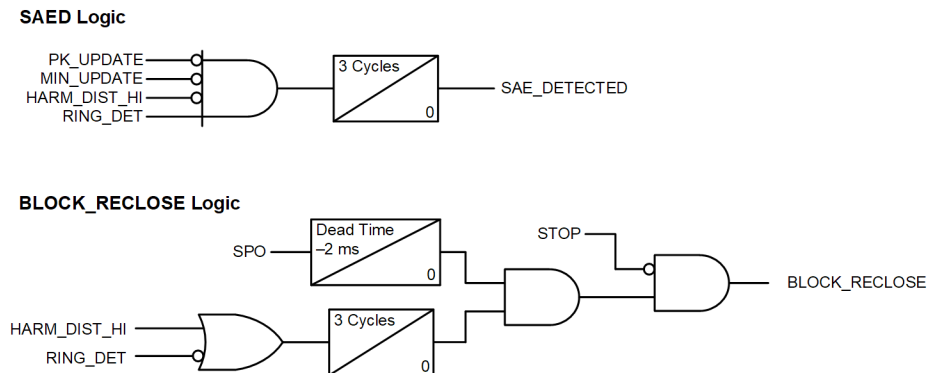 SAED Logic
PK_UPDATE
MIN_UPDATE
HARM_DIST_HI
RING_DET
3 Cycles
0
SAE_DETECTED
BLOCK_RECLOSE Logic
SPO
Dead Time
–2 ms
0
STOP
BLOCK_RECLOSE
HARM_DIST_HI
RING_DET
3 Cycles
0